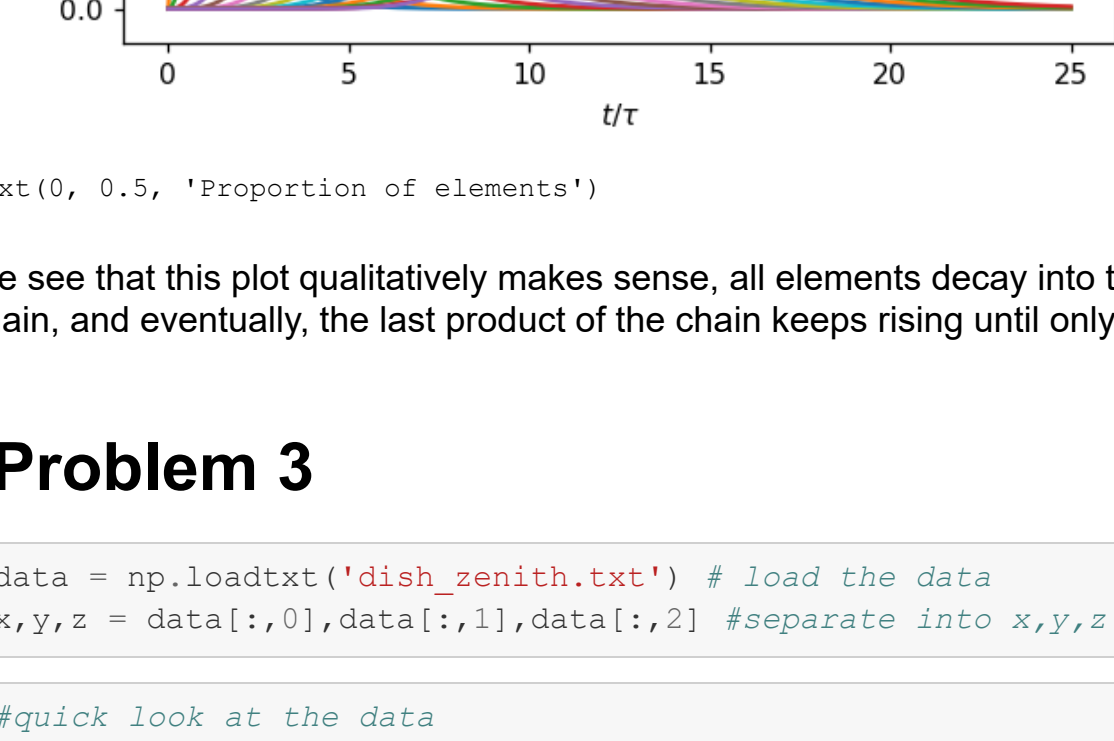 0.0
0 5 10 15 20 25
t/τ
xt(0, 0.5, 'Proportion of elements')
e see that this plot qualitatively makes sense, all elements decay into t
ain, and eventually, the last product of the chain keeps rising until only
Problem 3
data = np.loadtxt('dish_zenith.txt') # load the data
x,y,z = data[:,0],data[:,1],data[:,2] #separate into x,y,z
#quick look at the data